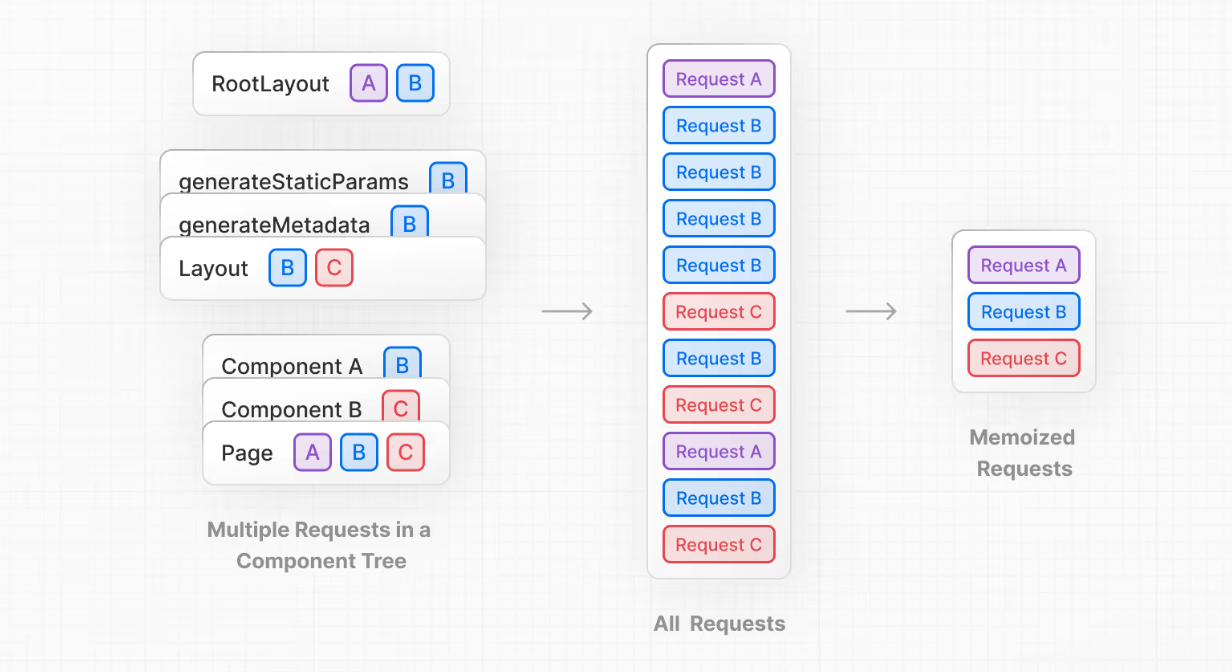 RootLayout A B
generateStaticParams B
generateMetadata B
Layout B C
Component A B
Component B C
Page A B C
Multiple Requests in a
Component Tree
Request A
Request B
Request B
Request B
Request B
Request C
Request B
Request C
Request A
Request B
Request C
All Requests
Request A
Request B
Request C
Memoized
Requests